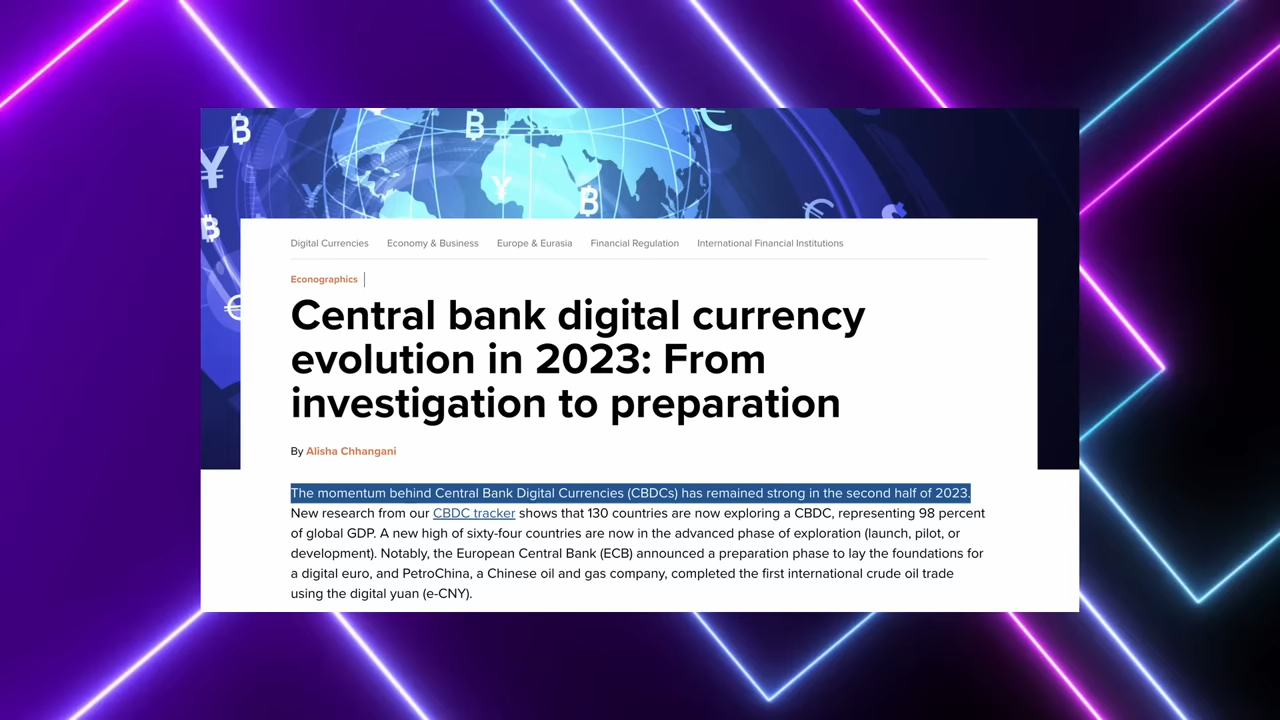 Digital Currencies Economy & Business Europe & Eurasia Financial Regulation International Financial Institutions
Econographics
Central bank digital currency
evolution in 2023: From
investigation to preparation
By Alisha Chhangani
The momentum behind Central Bank Digital Currencies (CBDCs) has remained strong in the second half of 2023.
New research from our CBDC tracker shows that 130 countries are now exploring a CBDC, representing 98 percent
of global GDP. A new high of sixty-four countries are now in the advanced phase of exploration (launch, pilot, or
development). Notably, the European Central Bank (ECB) announced a preparation phase to lay the foundations for
a digital euro, and PetroChina, a Chinese oil and gas company, completed the first international crude oil trade
using the digital yuan (e-CNY).